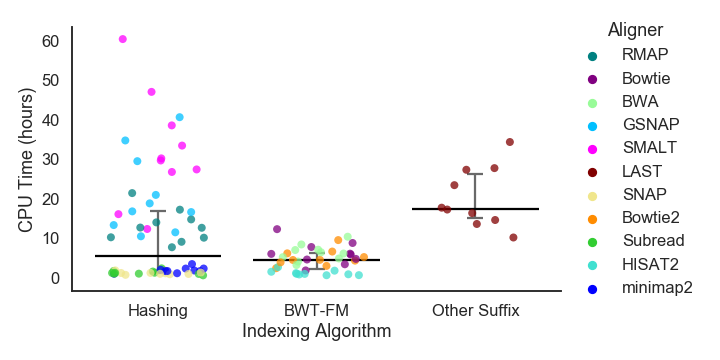 CPU Time (hours)
60
50
40
30
20
10
0
Hashing
BWT-FM
Other Suffix
Indexing Algorithm
Aligner
RMAP
Bowtie
BWA
GSNAP
SMALT
LAST
SNAP
Bowtie2
Subread
HISAT2
minimap2